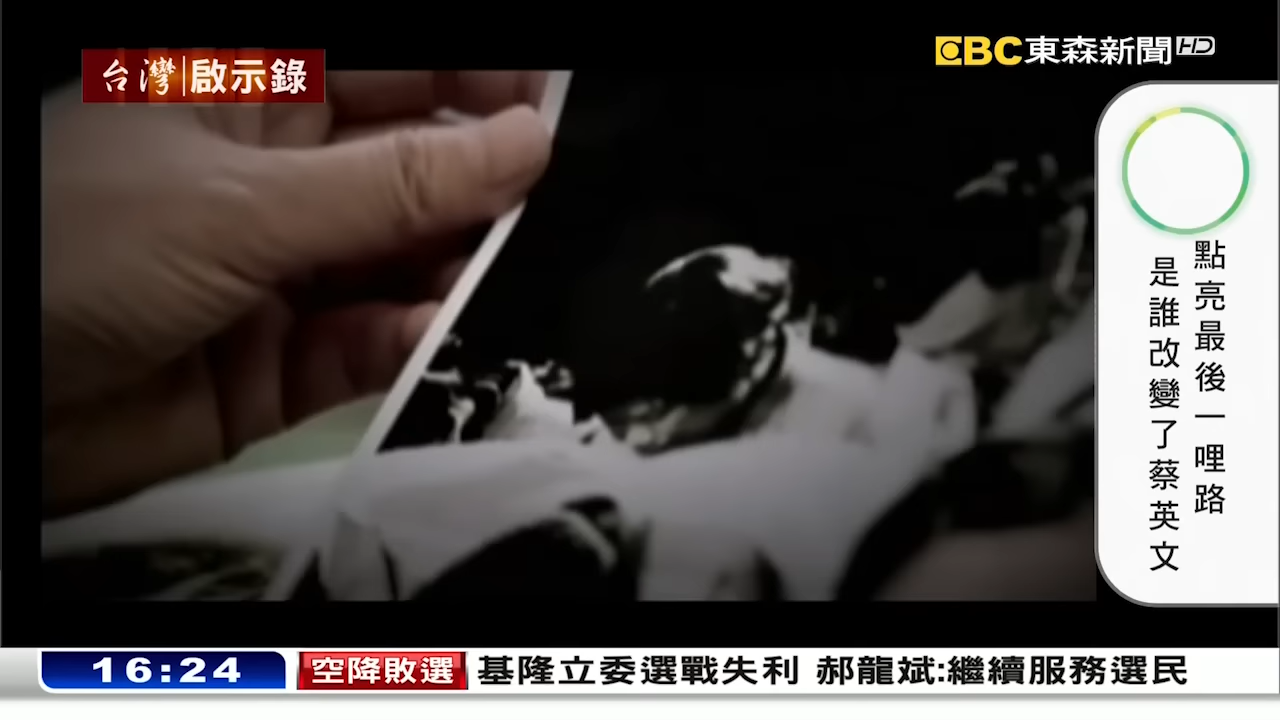 台灣|啟示錄
EBC東森新聞HD
點亮最後一哩路
是誰改變了蔡英文
16:24
空降敗選
基隆立委選戰失利 郝龍斌:繼續服務選民